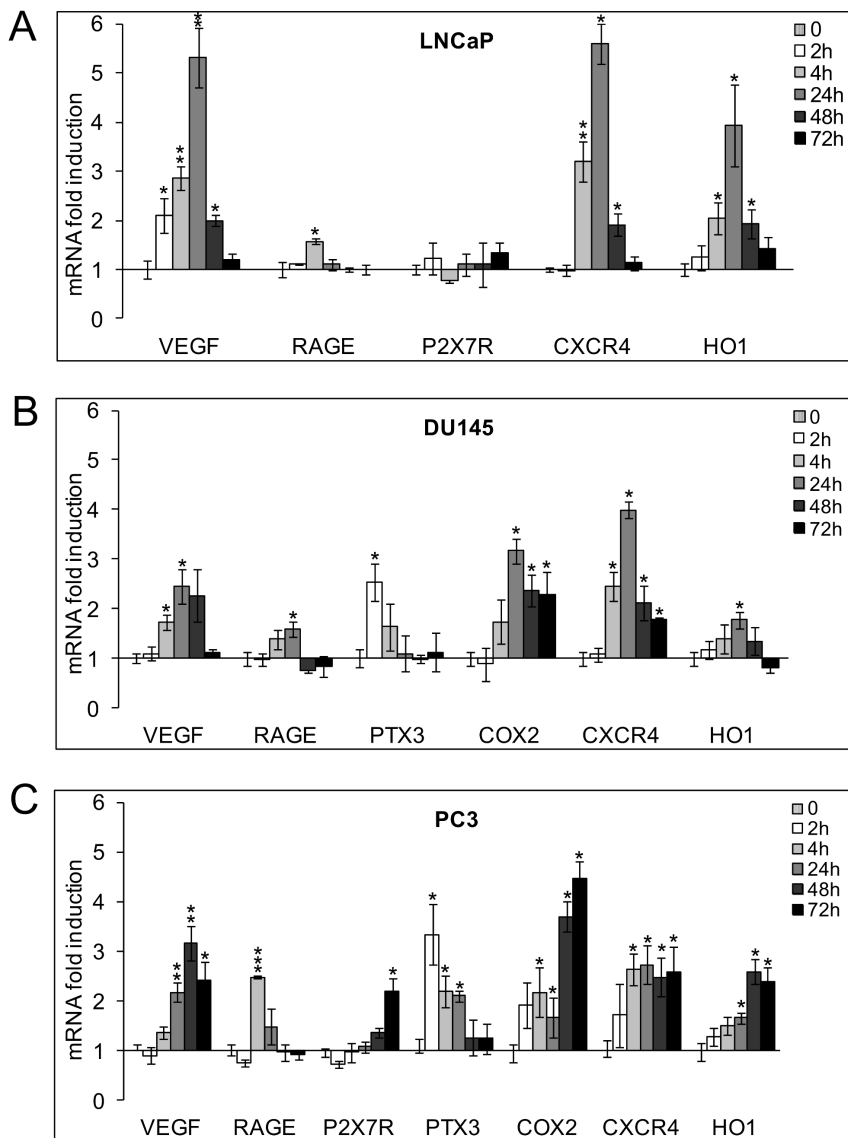 A
LNCaP
mRNA fold induction
6
5
4
3
2
1
0
** * ** * * ** * * * * *
0
2h
4h
24h
48h
72h
VEGF RAGE P2X7R CXCR4 HO1
B
DU145
mRNA fold induction
6
5
4
3
2
1
0
* * * * * * * * * * * *
0
2h
4h
24h
48h
72h
VEGF RAGE PTX3 COX2 CXCR4 HO1
C
PC3
mRNA fold induction
6
5
4
3
2
1
0
** ** * *** * * * * * * * * * * * * * * *
0
2h
4h
24h
48h
72h
VEGF RAGE P2X7R PTX3 COX2 CXCR4 HO1